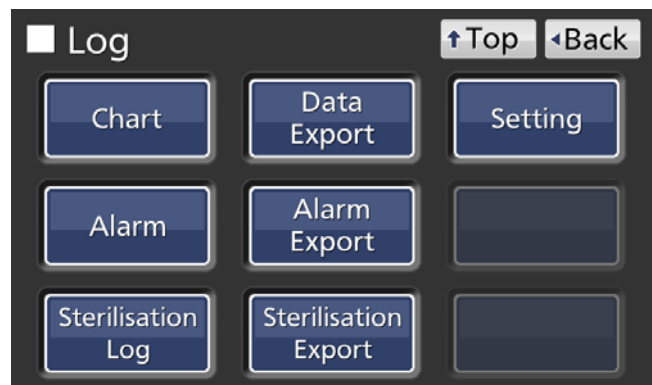 Log
↑Top
◂Back
Chart
Data
Export
Setting
Alarm
Alarm
Export
Sterilisation
Log
Sterilisation
Export